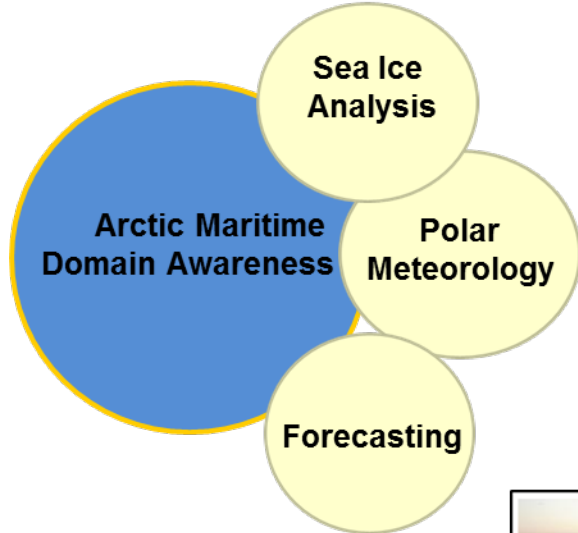 Sea Ice
Analysis
Arctic Maritime
Domain Awareness
Polar
Meteorology
Forecasting